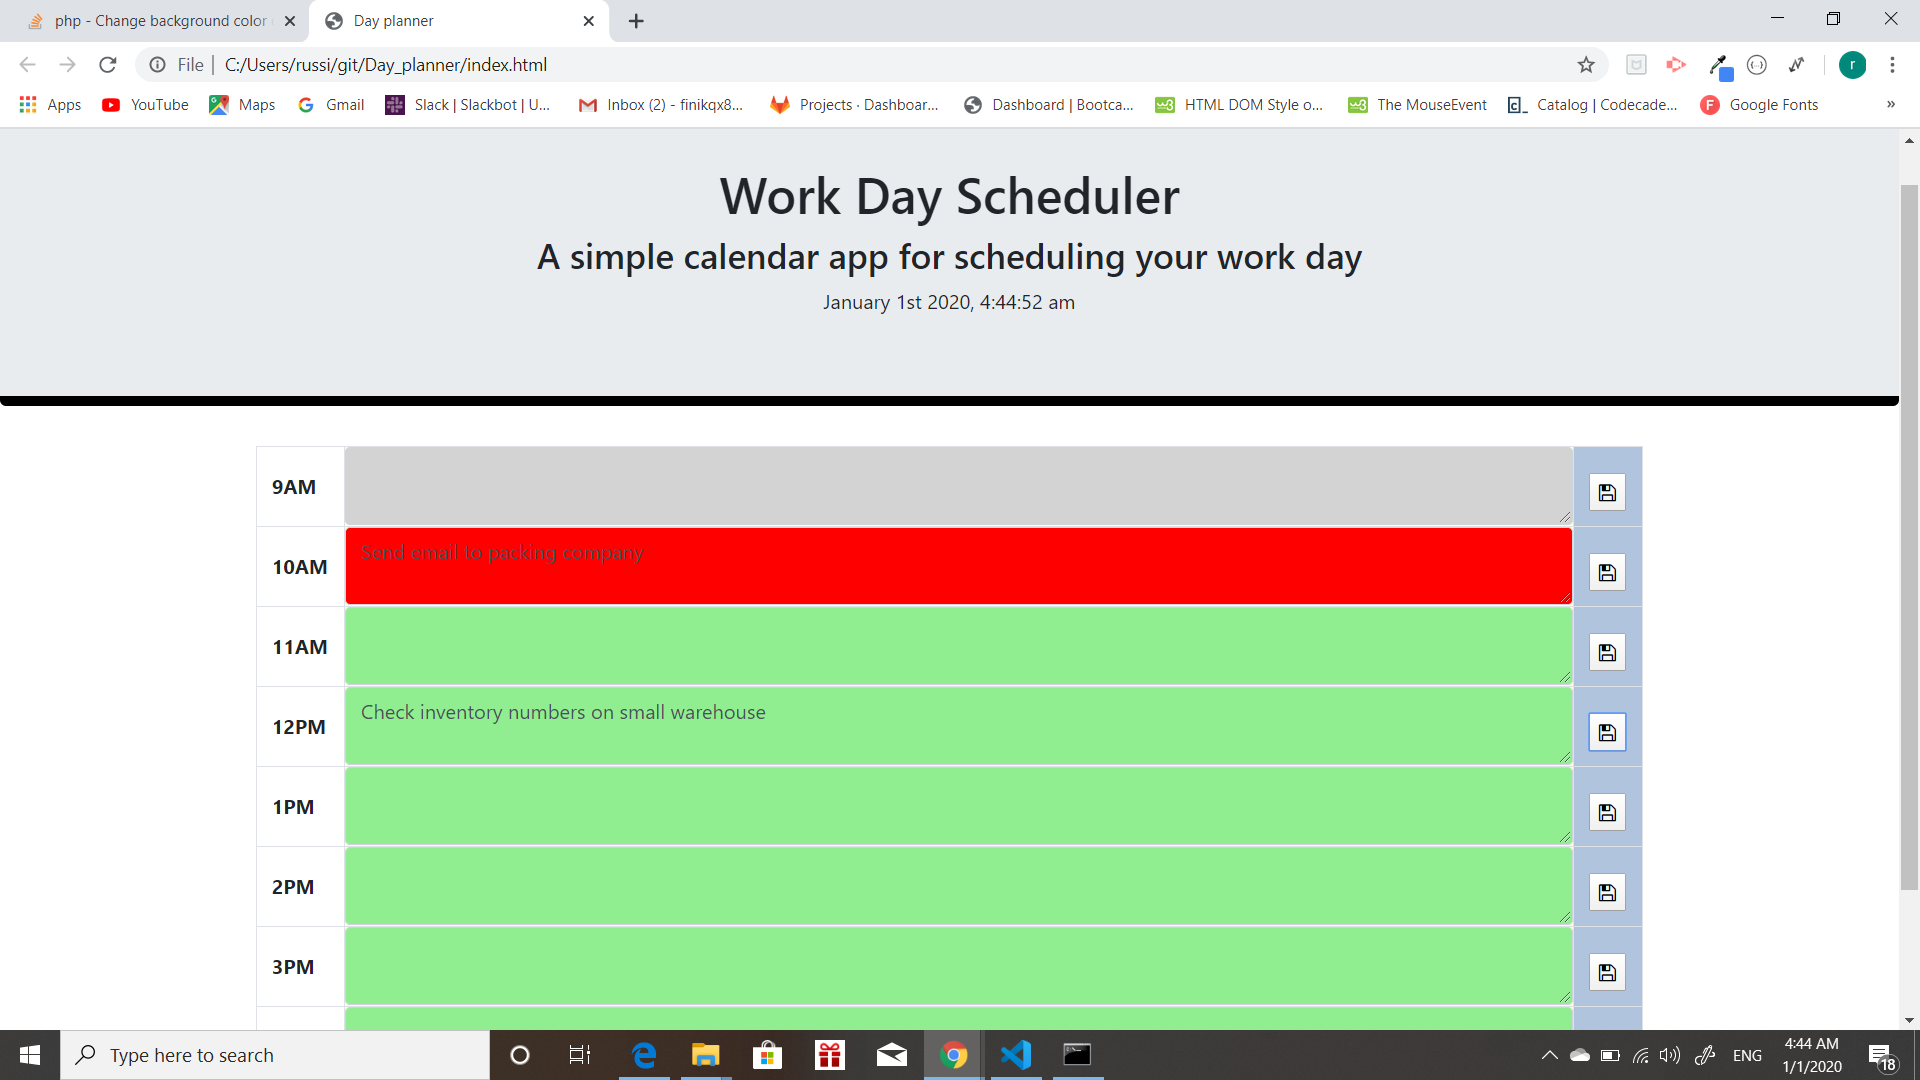 php - Change background color
Day planner
File
C:/Users/russi/git/Day_planner/index.html
r
Apps
YouTube
Maps
Gmail
Slack | Slackbot | U...
Inbox (2) - finikqx8...
Projects · Dashboar...
Dashboard | Bootca...
HTML DOM Style o...
The MouseEvent
Catalog | Codecade...
F
Google Fonts
»
Work Day Scheduler
A simple calendar app for scheduling your work day
January 1st 2020, 4:44:52 am
9AM
10AM
Send email to packing company
11AM
12PM
Check inventory numbers on small warehouse
1PM
2PM
3PM
Type here to search
ENG
4:44 AM
1/1/2020
18